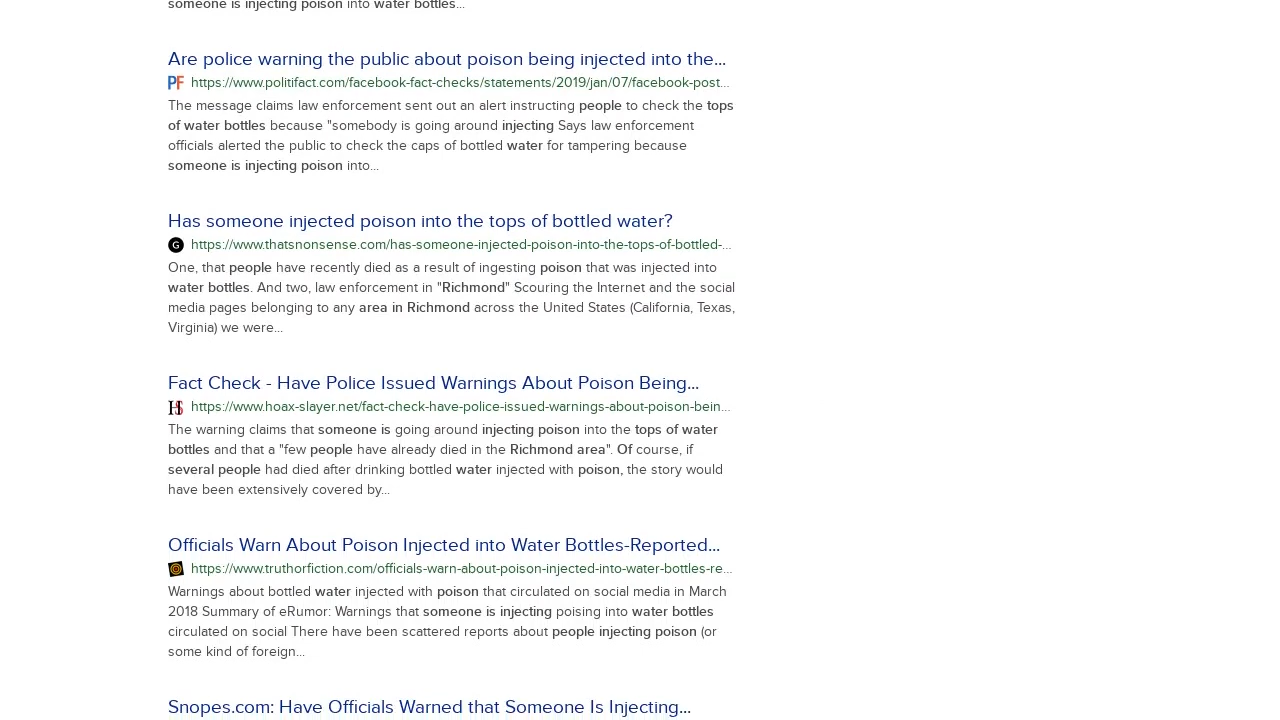 someone is injecting poison into water bottles...
Are police warning the public about poison being injected into the...
PF https://www.politifact.com/facebook-fact-checks/statements/2019/jan/07/facebook-post...
The message claims law enforcement sent out an alert instructing people to check the tops
of water bottles because "somebody is going around injecting Says law enforcement
officials alerted the public to check the caps of bottled water for tampering because
someone is injecting poison into...
Has someone injected poison into the tops of bottled water?
G https://www.thatsnonsense.com/has-someone-injected-poison-into-the-tops-of-bottled-...
One, that people have recently died as a result of ingesting poison that was injected into
water bottles. And two, law enforcement in "Richmond" Scouring the Internet and the social
media pages belonging to any area in Richmond across the United States (California, Texas,
Virginia) we were...
Fact Check - Have Police Issued Warnings About Poison Being...
HS https://www.hoax-slayer.net/fact-check-have-police-issued-warnings-about-poison-bein...
The warning claims that someone is going around injecting poison into the tops of water
bottles and that a "few people have already died in the Richmond area". Of course, if
several people had died after drinking bottled water injected with poison, the story would
have been extensively covered by...
Officials Warn About Poison Injected into Water Bottles-Reported...
https://www.truthorfiction.com/officials-warn-about-poison-injected-into-water-bottles-re...
Warnings about bottled water injected with poison that circulated on social media in March
2018 Summary of eRumor: Warnings that someone is injecting poising into water bottles
circulated on social There have been scattered reports about people injecting poison (or
some kind of foreign...
Snopes.com: Have Officials Warned that Someone Is Injecting...